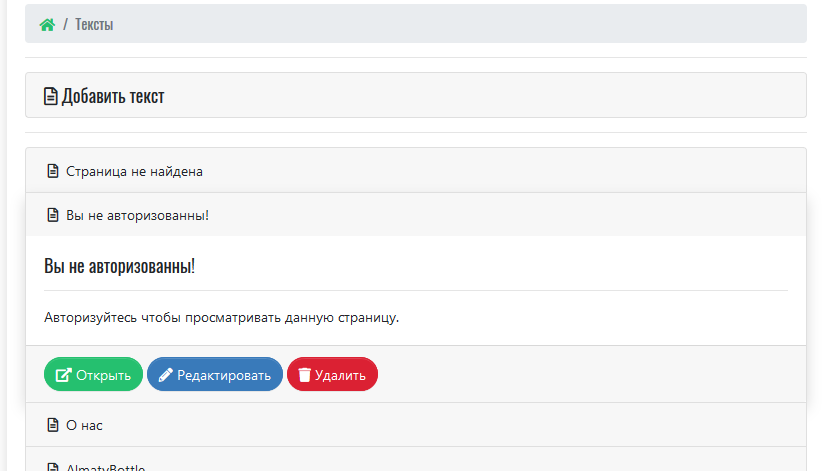 / Тексты
Добавить текст
Страница не найдена
Вы не авторизованны!
Вы не авторизованны!
Авторизуйтесь чтобы просматривать данную страницу.
Открыть Редактировать Удалить
О нас
AlmatyBottle